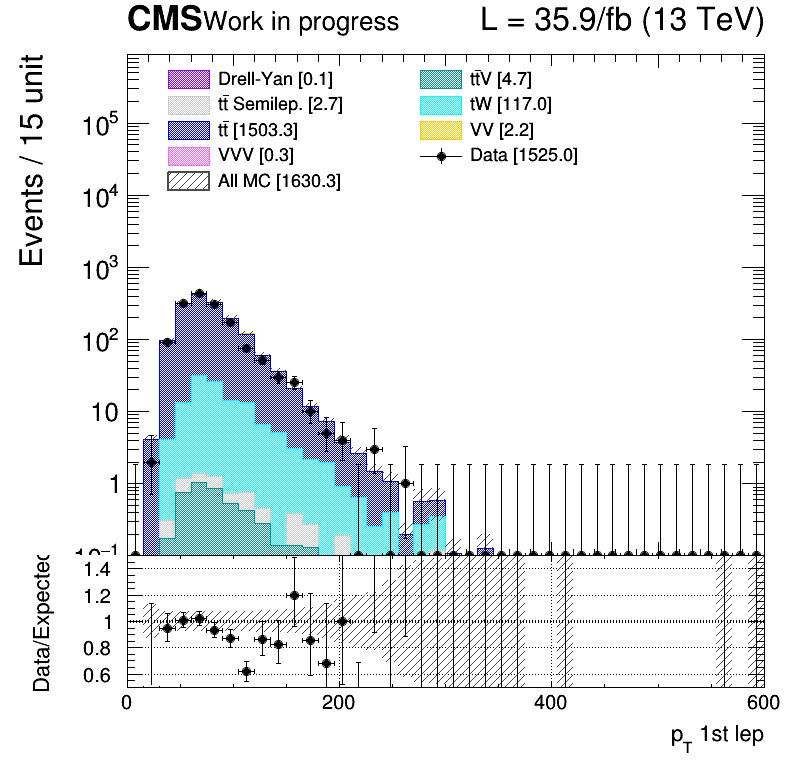 CMS Work in progress L = 35.9/fb (13 TeV)
Events / 15 unit
Drell-Yan [0.1]
tt̄ Semilep. [2.7]
tt̄ [1503.3]
VVV [0.3]
All MC [1630.3]
tt̄V [4.7]
tW [117.0]
VV [2.2]
Data [1525.0]
10⁵
10⁴
10³
10²
10
1
10⁻¹
Data/Expected
1.4
1.2
1
0.8
0.6
0 200 400 600
p_T 1st lep